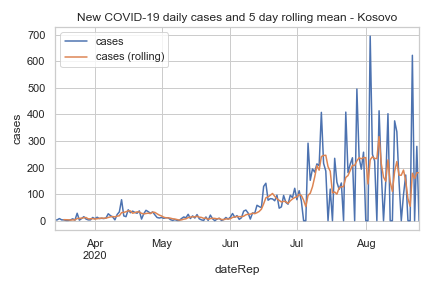 New COVID-19 daily cases and 5 day rolling mean - Kosovo
cases
cases (rolling)
700
600
500
400
300
200
100
0
cases
Apr
2020
May
Jun
Jul
Aug
dateRep